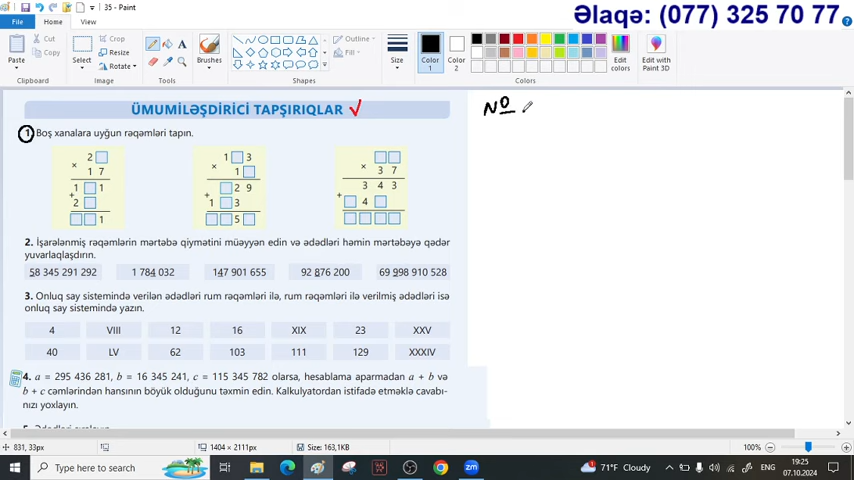 35 - Paint
Əlaqə: (077) 325 70 77
File Home View
Paste Cut Copy Select Crop Resize Rotate Brushes Outline Fill Size Color 1 Color 2 Edit colors Edit with Paint 3D
Clipboard Image Tools Shapes Colors
ÜMUMİLƏŞDİRİCİ TAPŞIRIQLAR
№
1. Boş xanalara uyğun rəqəmləri tapın.
2 1 3
× 1 7 × 1 × 3 7
1 1 2 9 3 4 3
+ 2 + 1 3 + 4
1 5
2. İşarələnmiş rəqəmlərin mərtəbə qiymətini müəyyən edin və ədədləri həmin mərtəbəyə qədər
yuvarlaqlaşdırın.
58 345 291 292 1 784 032 147 901 655 92 876 200 69 998 910 528
3. Onluq say sistemində verilən ədədləri rum rəqəmləri ilə, rum rəqəmləri ilə verilmiş ədədləri isə
onluq say sistemində yazın.
4 VIII 12 16 XIX 23 XXV
40 LV 62 103 111 129 XXXIV
4. a = 295 436 281, b = 16 345 241, c = 115 345 782 olarsa, hesablama aparmadan a + b və
b + c cəmlərindən hansının böyük olduğunu təxmin edin. Kalkulyatordan istifadə etməklə cavabı-
nızı yoxlayın.
831, 33px 1404 × 2111px Size: 163,1KB 100%
Type here to search 71°F Cloudy ENG 19:25
07.10.2024